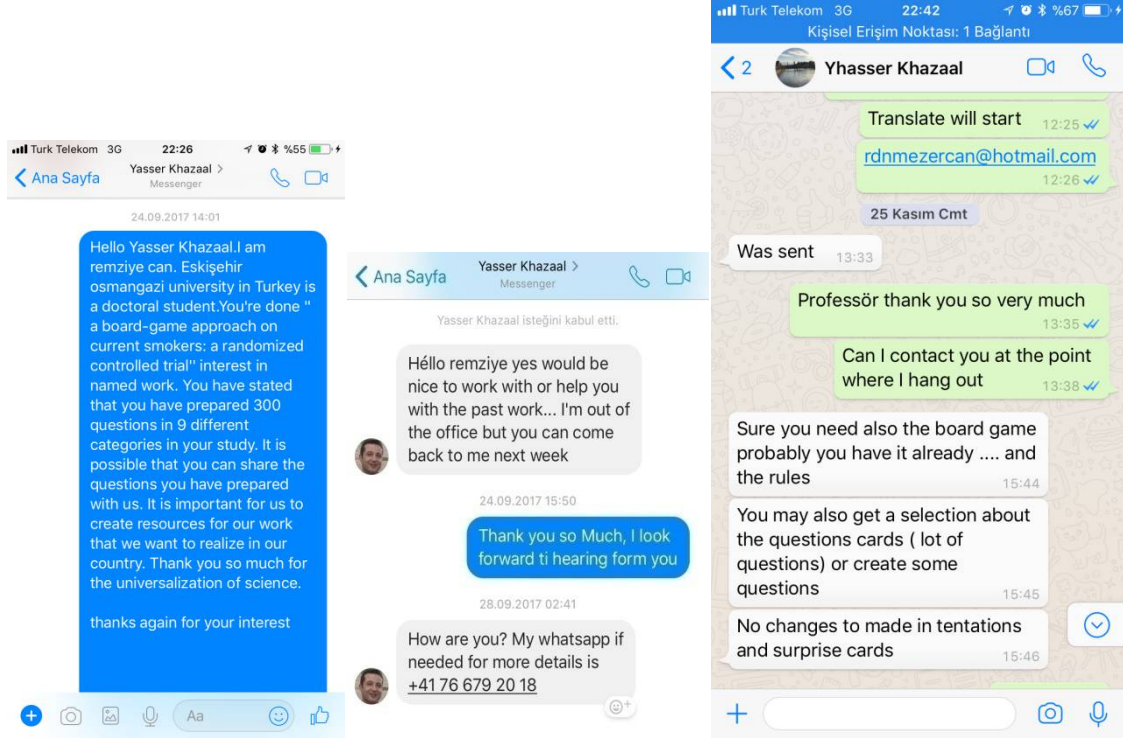 Turk Telekom 3G 22:26 %55
Ana Sayfa
Yasser Khazaal >
Messenger
24.09.2017 14:01
Hello Yasser Khazaal.I am
remziye can. Eskişehir
osmangazi university in Turkey is
a doctoral student.You're done "
a board-game approach on
current smokers: a randomized
controlled trial" interest in
named work. You have stated
that you have prepared 300
questions in 9 different
categories in your study. It is
possible that you can share the
questions you have prepared
with us. It is important for us to
create resources for our work
that we want to realize in our
country. Thank you so much for
the universalization of science.
thanks again for your interest
Aa
Ana Sayfa
Yasser Khazaal >
Messenger
Yasser Khazaal isteğini kabul etti.
Héllo remziye yes would be
nice to work with or help you
with the past work... I'm out of
the office but you can come
back to me next week
24.09.2017 15:50
Thank you so Much, I look
forward ti hearing form you
28.09.2017 02:41
How are you? My whatsapp if
needed for more details is
+41 76 679 20 18
Turk Telekom 3G 22:42 %67
Kişisel Erişim Noktası: 1 Bağlantı
2 Yhasser Khazaal
Translate will start 12:25
rdnmezercan@hotmail.com
12:26
25 Kasım Cmt
Was sent 13:33
Professör thank you so very much
13:35
Can I contact you at the point
where I hang out 13:38
Sure you need also the board game
probably you have it already .... and
the rules 15:44
You may also get a selection about
the questions cards ( lot of
questions) or create some
questions 15:45
No changes to made in tentations
and surprise cards 15:46